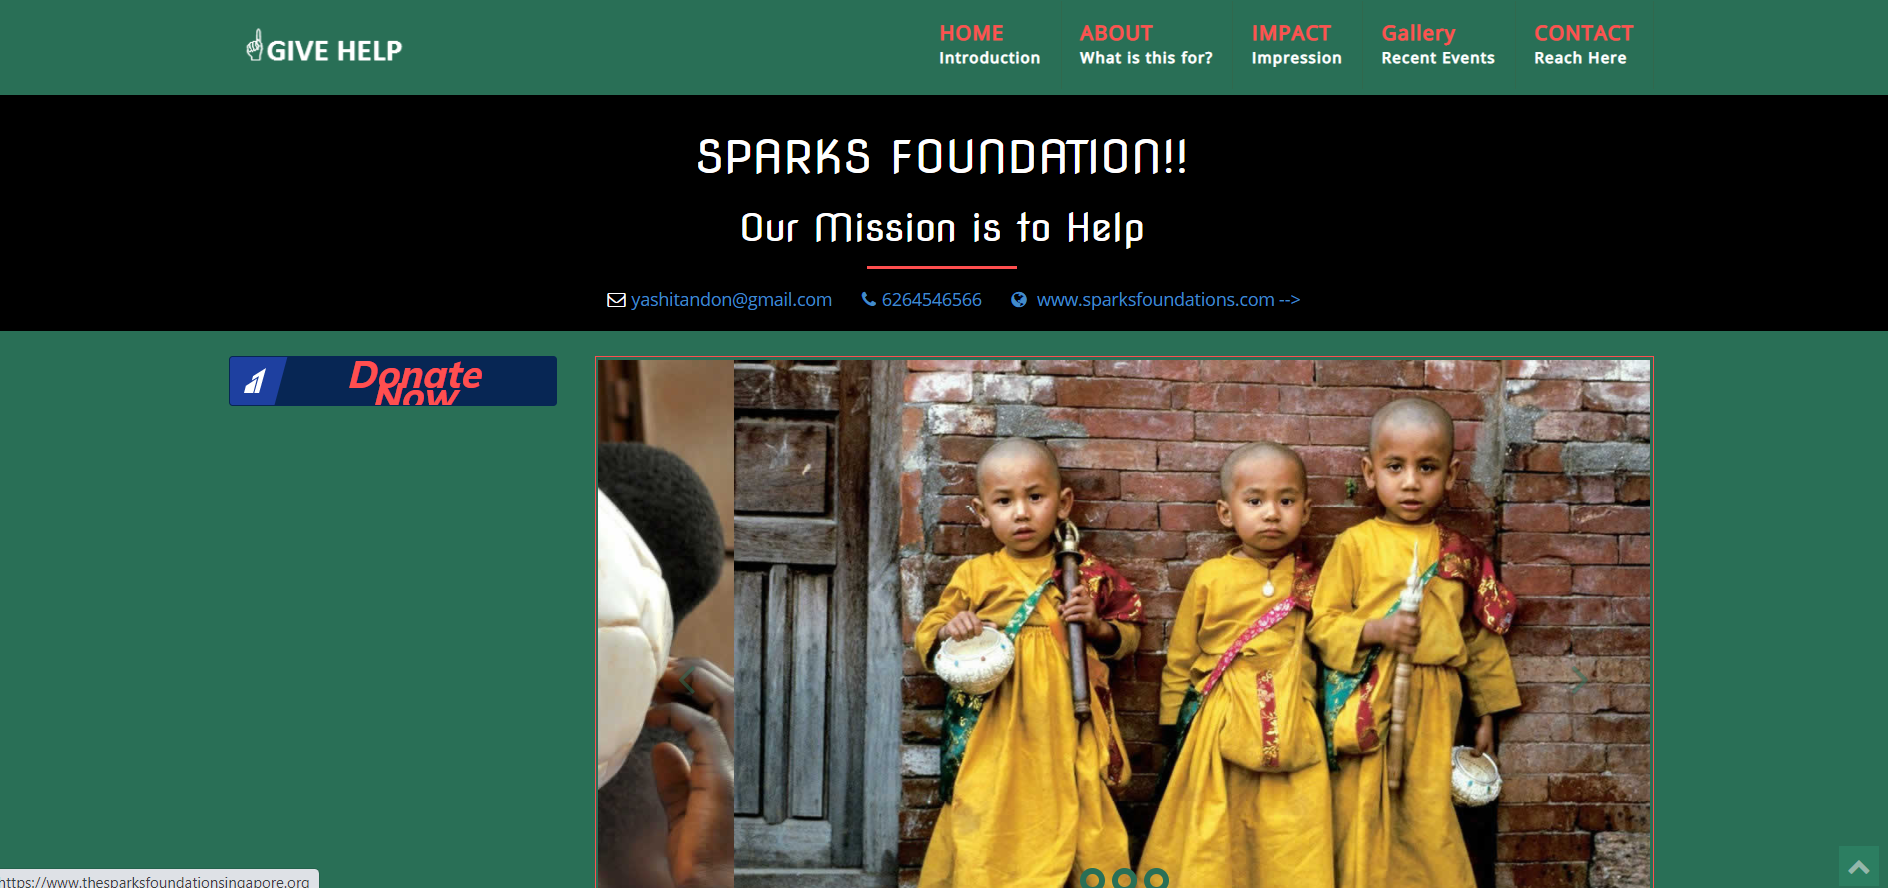 GIVE HELP
HOME
Introduction
ABOUT
What is this for?
IMPACT
Impression
Gallery
Recent Events
CONTACT
Reach Here
SPARKS FOUNDATION!!
Our Mission is to Help
yashitandon@gmail.com 6264546566 www.sparksfoundations.com -->
Donate
Now
https://www.thesparksfoundationsingapore.org